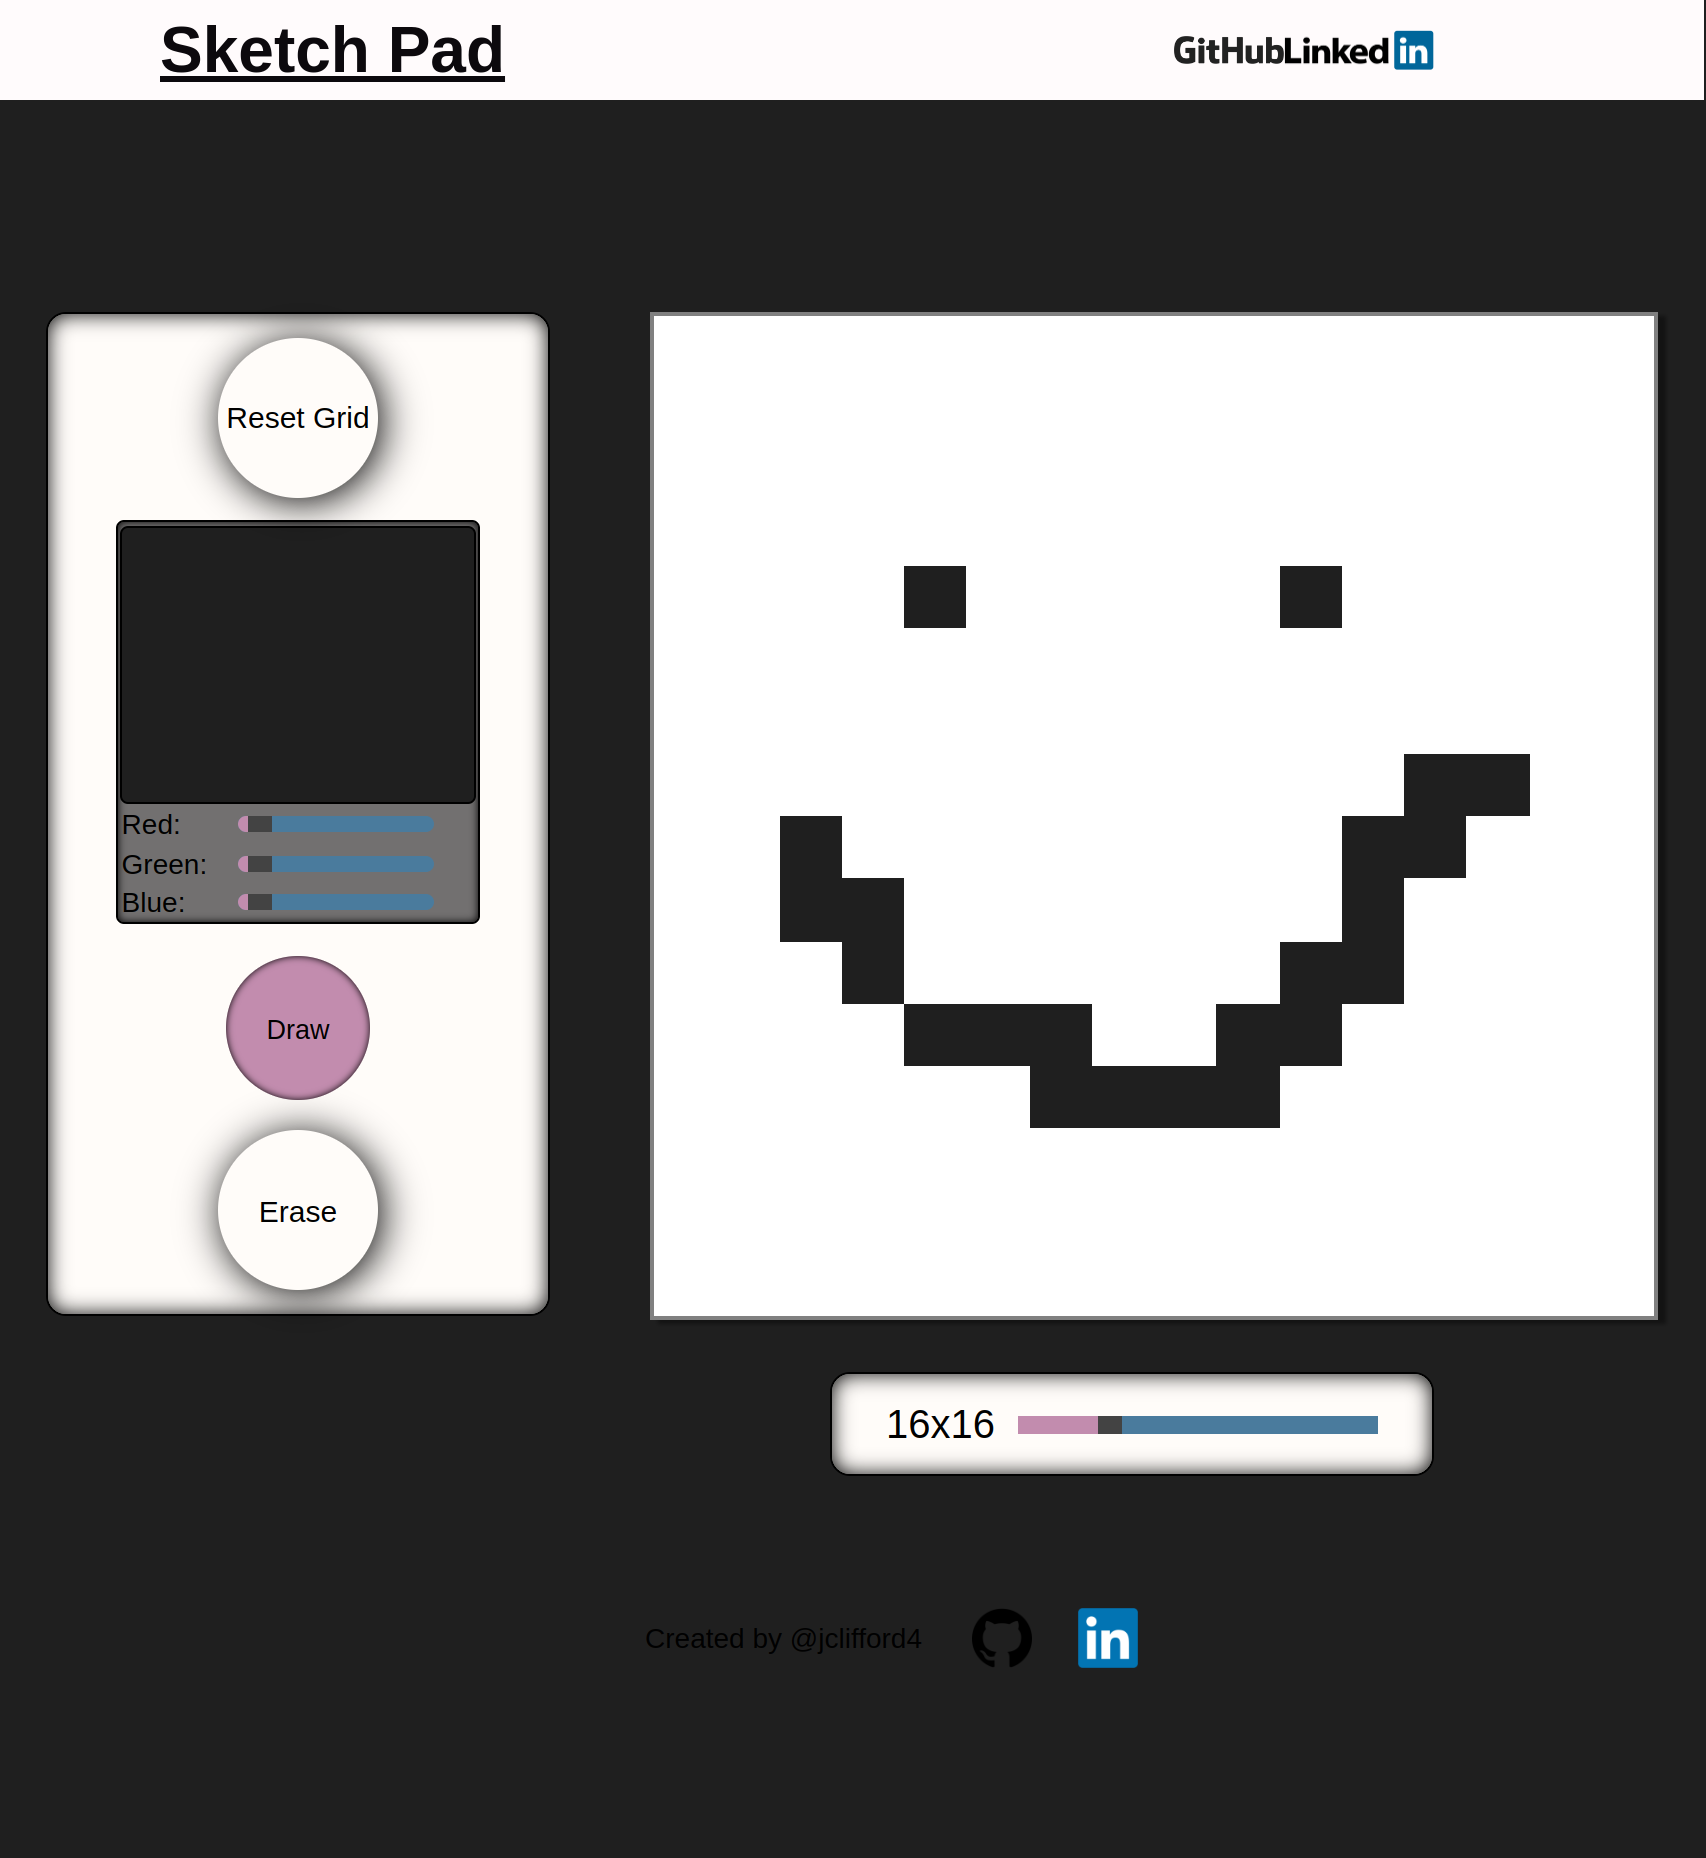 Sketch Pad
GitHub LinkedIn
Reset Grid
Red:
Green:
Blue:
Draw
Erase
16x16
Created by @jclifford4
in